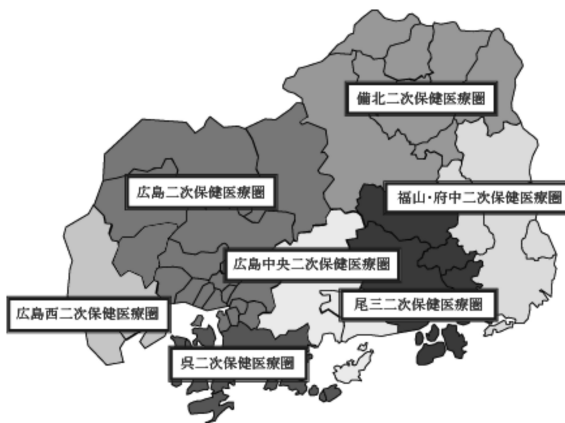 備北二次保健医療圏
広島二次保健医療圏
福山・府中二次保健医療圏
広島中央二次保健医療圏
尾三二次保健医療圏
広島西二次保健医療圏
呉二次保健医療圏